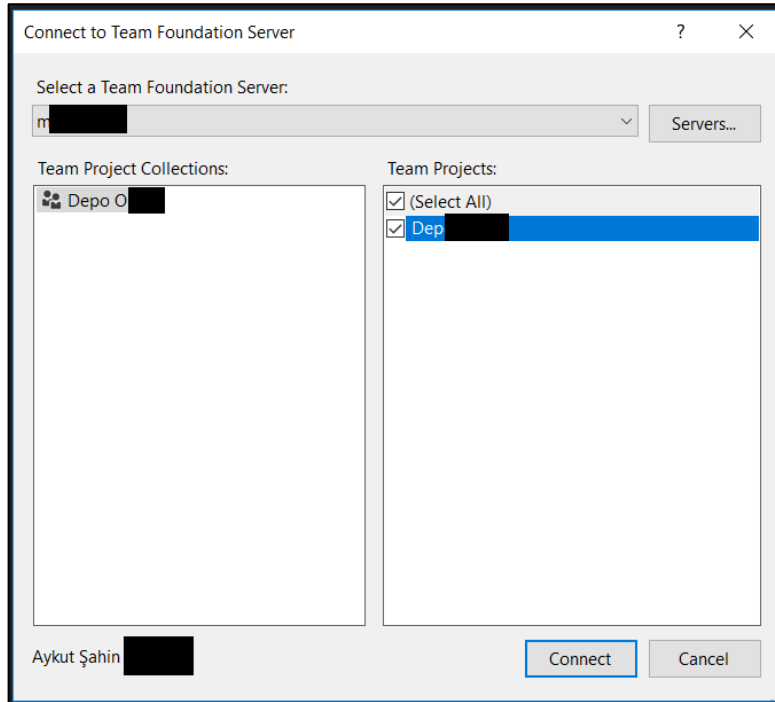 Connect to Team Foundation Server
Select a Team Foundation Server:
m
Servers...
Team Project Collections:
Team Projects:
Depo O
(Select All)
Dep
Aykut Şahin
Connect
Cancel